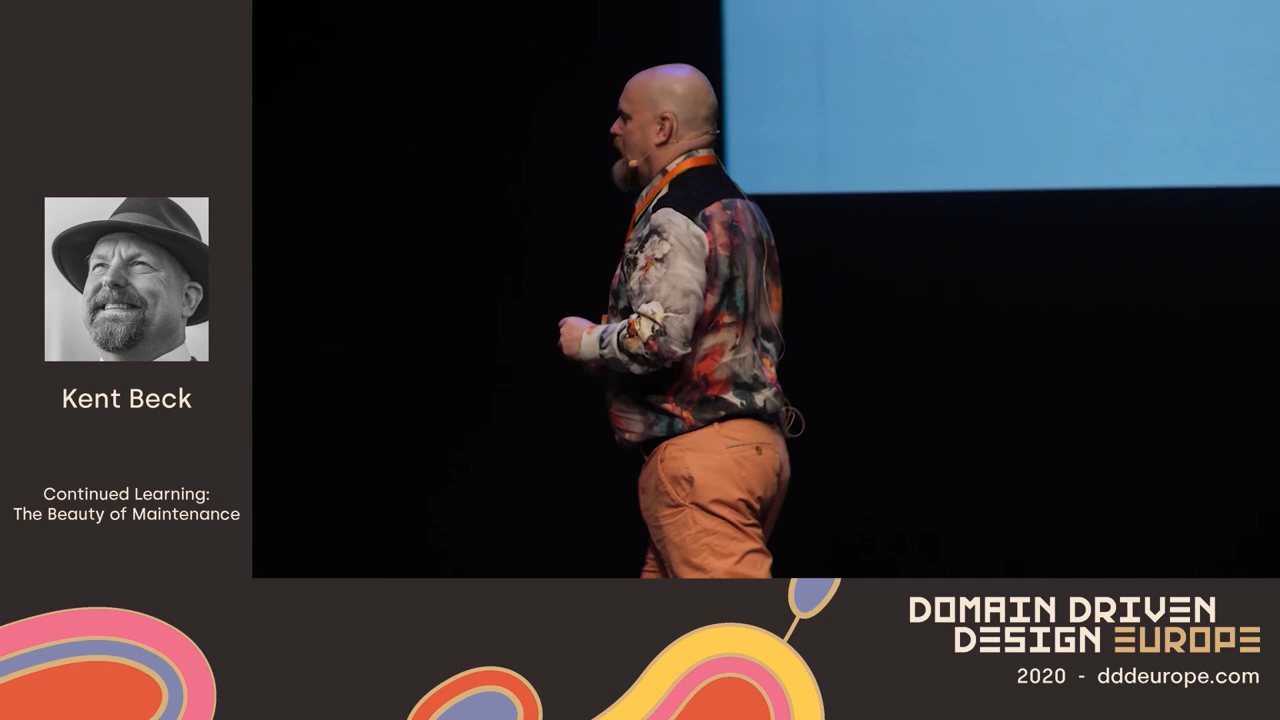 Kent Beck
Continued Learning:
The Beauty of Maintenance
DOMAIN DRIVEN
DESIGN EUROPE
2020 - dddeurope.com